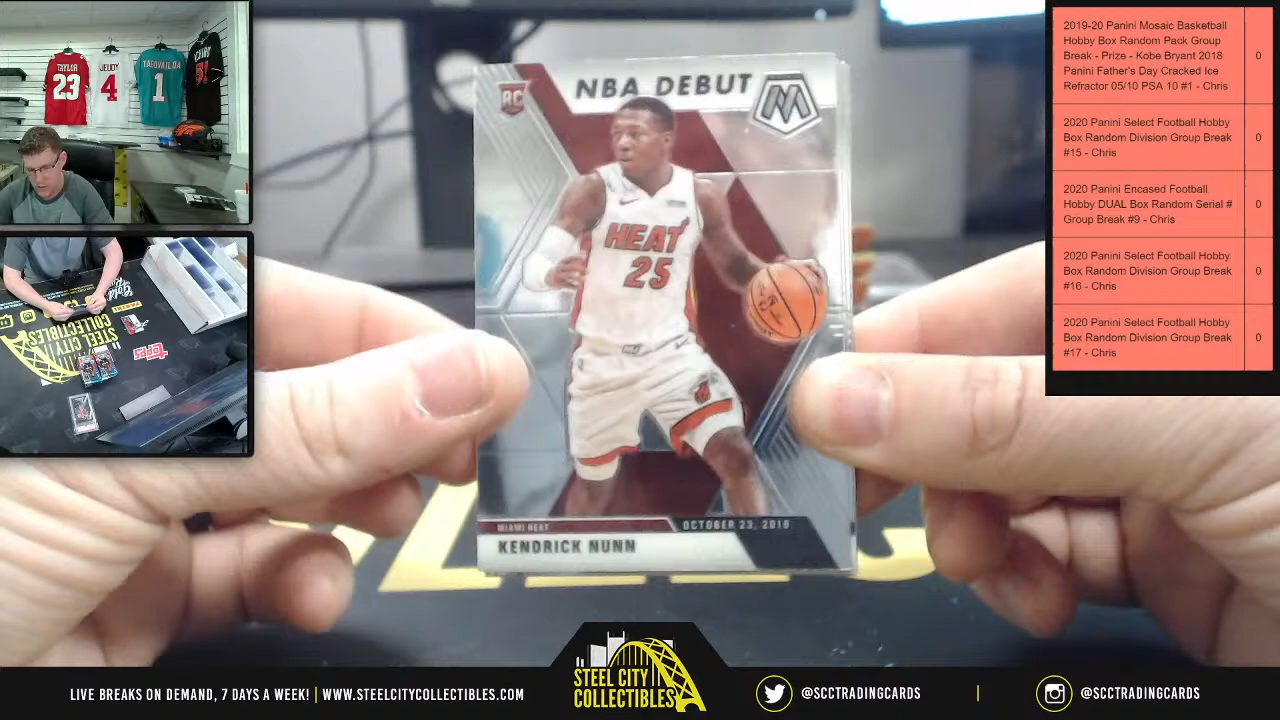 TAYLOR
23
JEUDY
4
TAGOVAILOA
1
51
STEEL CITY
COLLECTIBLES
Topps
RC
NBA DEBUT
HEAT
25
MIAMI HEAT
OCTOBER 23, 2019
KENDRICK NUNN
2019-20 Panini Mosaic Basketball
Hobby Box Random Pack Group
Break - Prize - Kobe Bryant 2018
Panini Father's Day Cracked Ice
Refractor 05/10 PSA 10 #1 - Chris
0
2020 Panini Select Football Hobby
Box Random Division Group Break
#15 - Chris
0
2020 Panini Encased Football
Hobby DUAL Box Random Serial #
Group Break #9 - Chris
0
2020 Panini Select Football Hobby
Box Random Division Group Break
#16 - Chris
0
2020 Panini Select Football Hobby
Box Random Division Group Break
#17 - Chris
0
LIVE BREAKS ON DEMAND, 7 DAYS A WEEK! | WWW.STEELCITYCOLLECTIBLES.COM
STEEL CITY
COLLECTIBLES
@SCCTRADINGCARDS
@SCCTRADINGCARDS